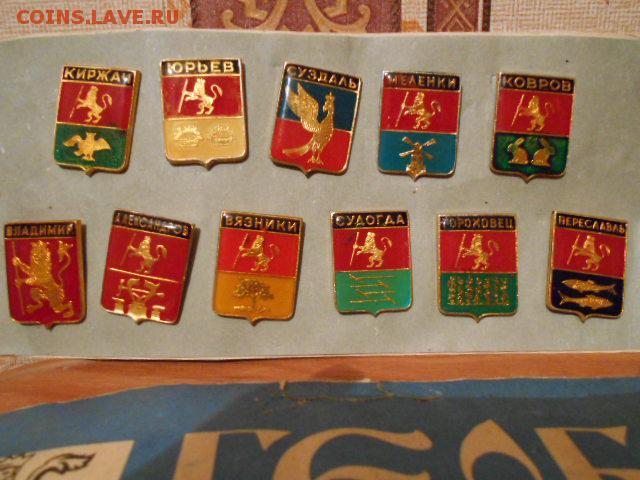 COINS.LAVE.RU
КИРЖАЧ
ЮРЬЕВ
СУЗДАЛЬ
МЕЛЕНКИ
КОВРОВ
ВЛАДИМИР
АЛЕКСАНДРОВ
ВЯЗНИКИ
СУДОГДА
ГОРОХОВЕЦ
ПЕРЕСЛАВЛЬ